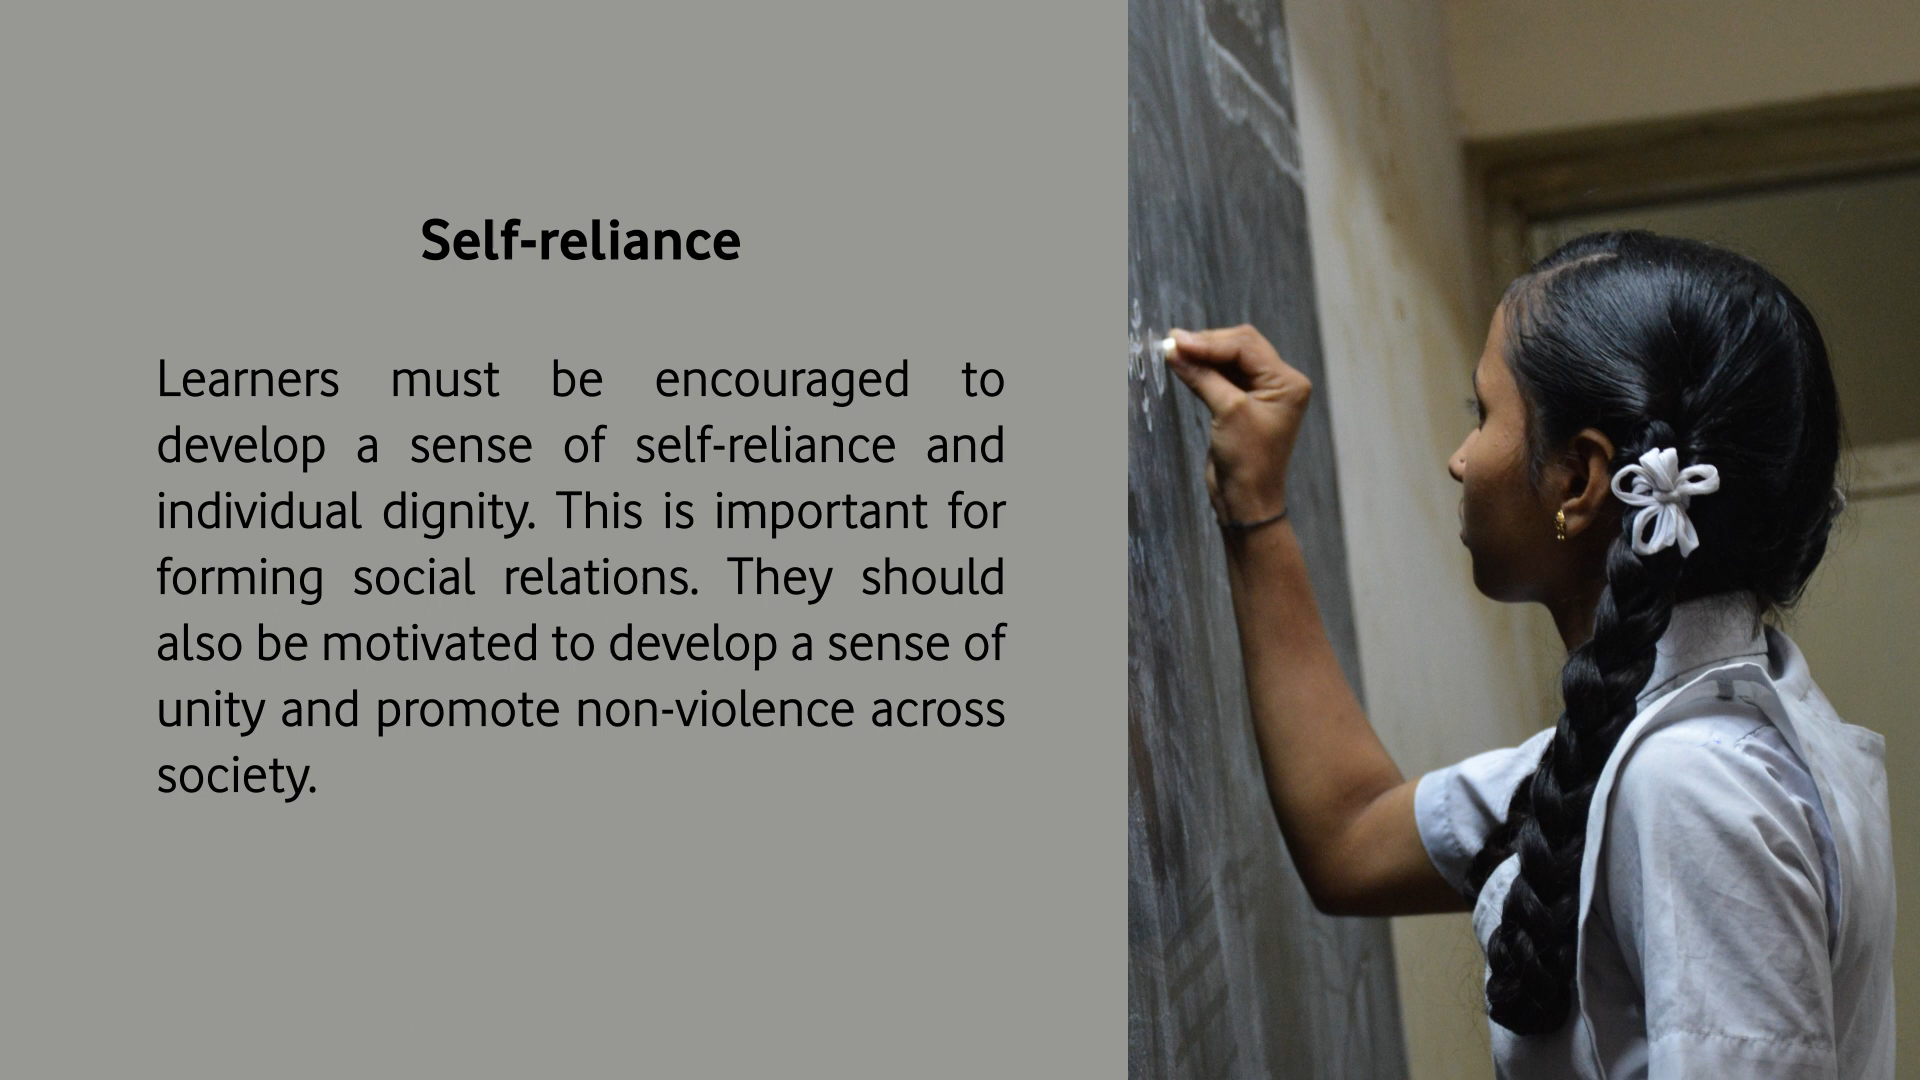 Self-reliance
Learners must be encouraged to
develop a sense of self-reliance and
individual dignity. This is important for
forming social relations. They should
also be motivated to develop a sense of
unity and promote non-violence across
society.